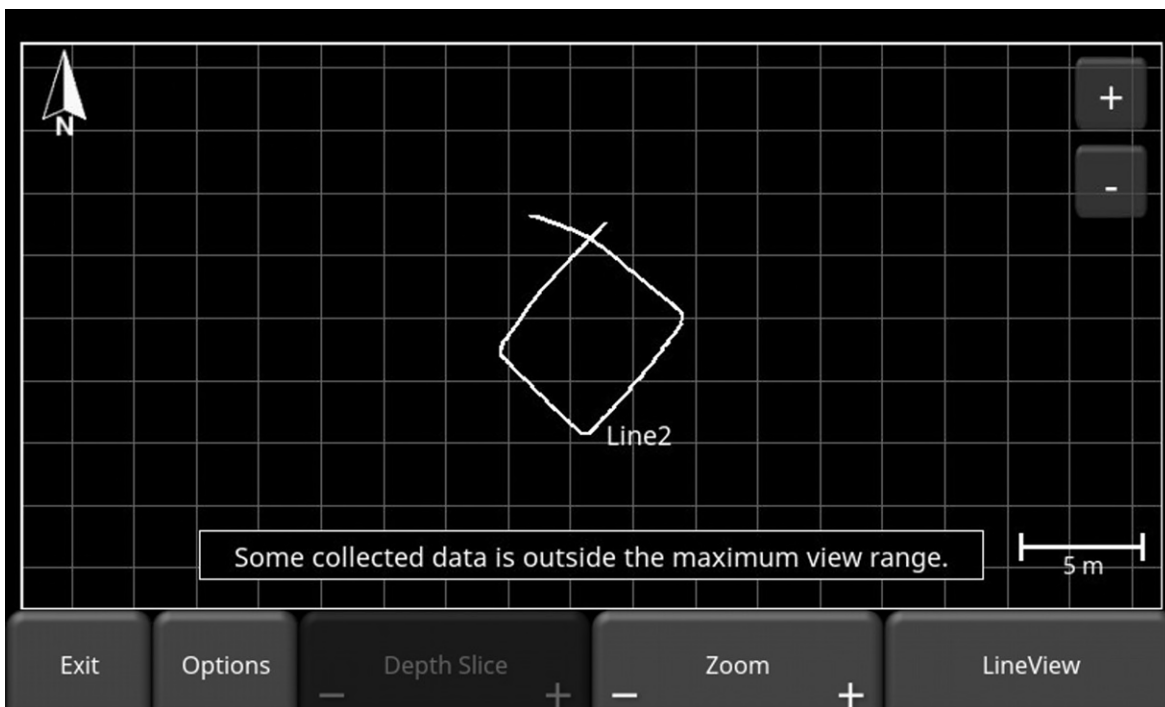 N
+
-
Line2
Some collected data is outside the maximum view range.
5 m
Exit
Options
Depth Slice
− +
Zoom
− +
LineView